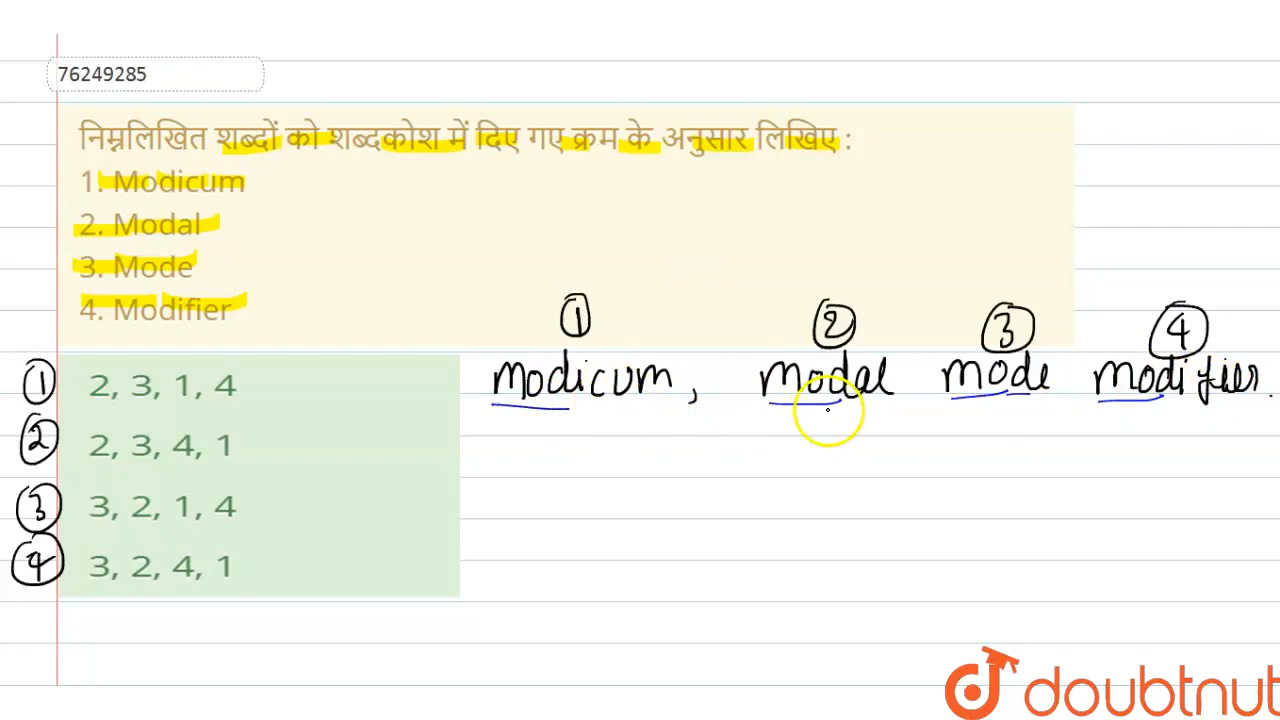 76249285
निम्नलिखित शब्दों को शब्दकोश में दिए गए क्रम के अनुसार लिखिए :
1. Modicum
2. Modal
3. Mode
4. Modifier
① ② ③ ④
modicum, modal mode modifier.
① 2, 3, 1, 4
② 2, 3, 4, 1
③ 3, 2, 1, 4
④ 3, 2, 4, 1
doubtnut